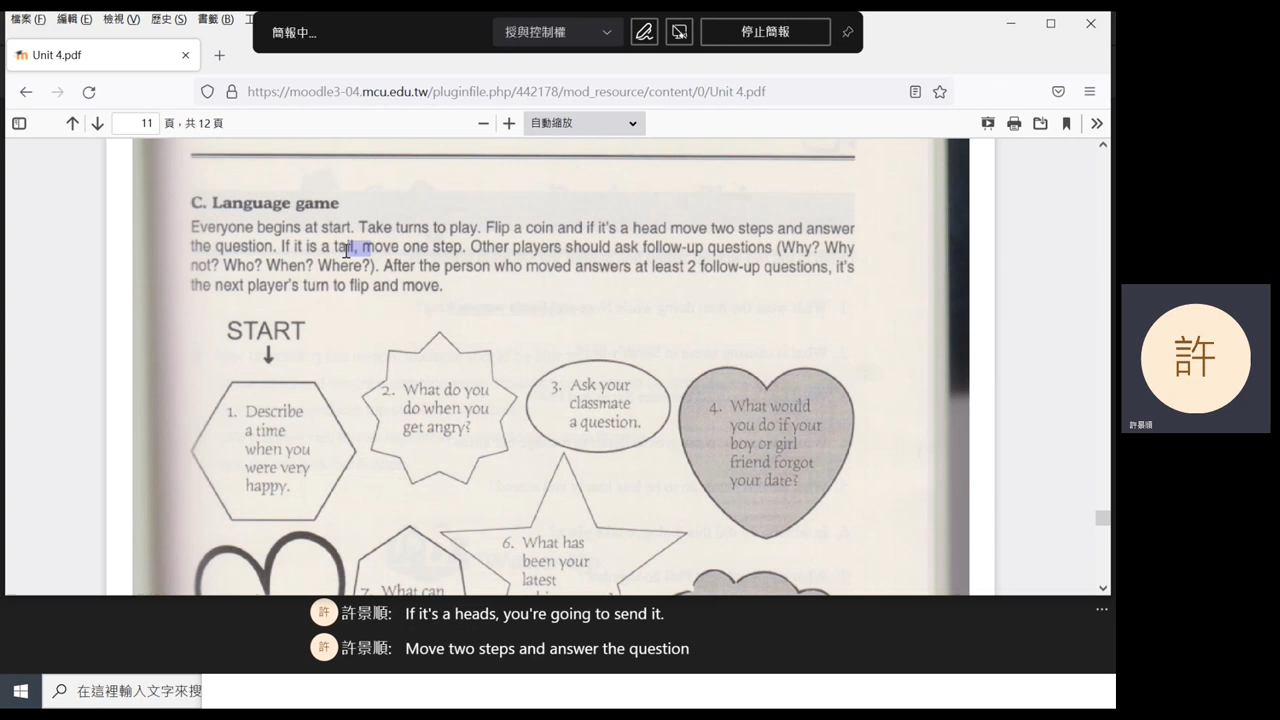 檔案(F) 編輯(E) 檢視(V) 歷史(S) 書籤(B)
簡報中... 授與控制權 停止簡報
Unit 4.pdf
https://moodle3-04.mcu.edu.tw/pluginfile.php/442178/mod_resource/content/0/Unit 4.pdf
11 頁，共 12 頁 自動縮放
C. Language game
Everyone begins at start. Take turns to play. Flip a coin and if it's a head move two steps and answer
the question. If it is a tail, move one step. Other players should ask follow-up questions (Why? Why
not? Who? When? Where?). After the person who moved answers at least 2 follow-up questions, it's
the next player's turn to flip and move.
START
1. Describe
a time
when you
were very
happy.
2. What do you
do when you
get angry?
3. Ask your
classmate
a question.
4. What would
you do if your
boy or girl
friend forgot
your date?
6. What has
been your
latest
7. What can
許
許景順
許 許景順: If it's a heads, you're going to send it.
許 許景順: Move two steps and answer the question
在這裡輸入文字來搜